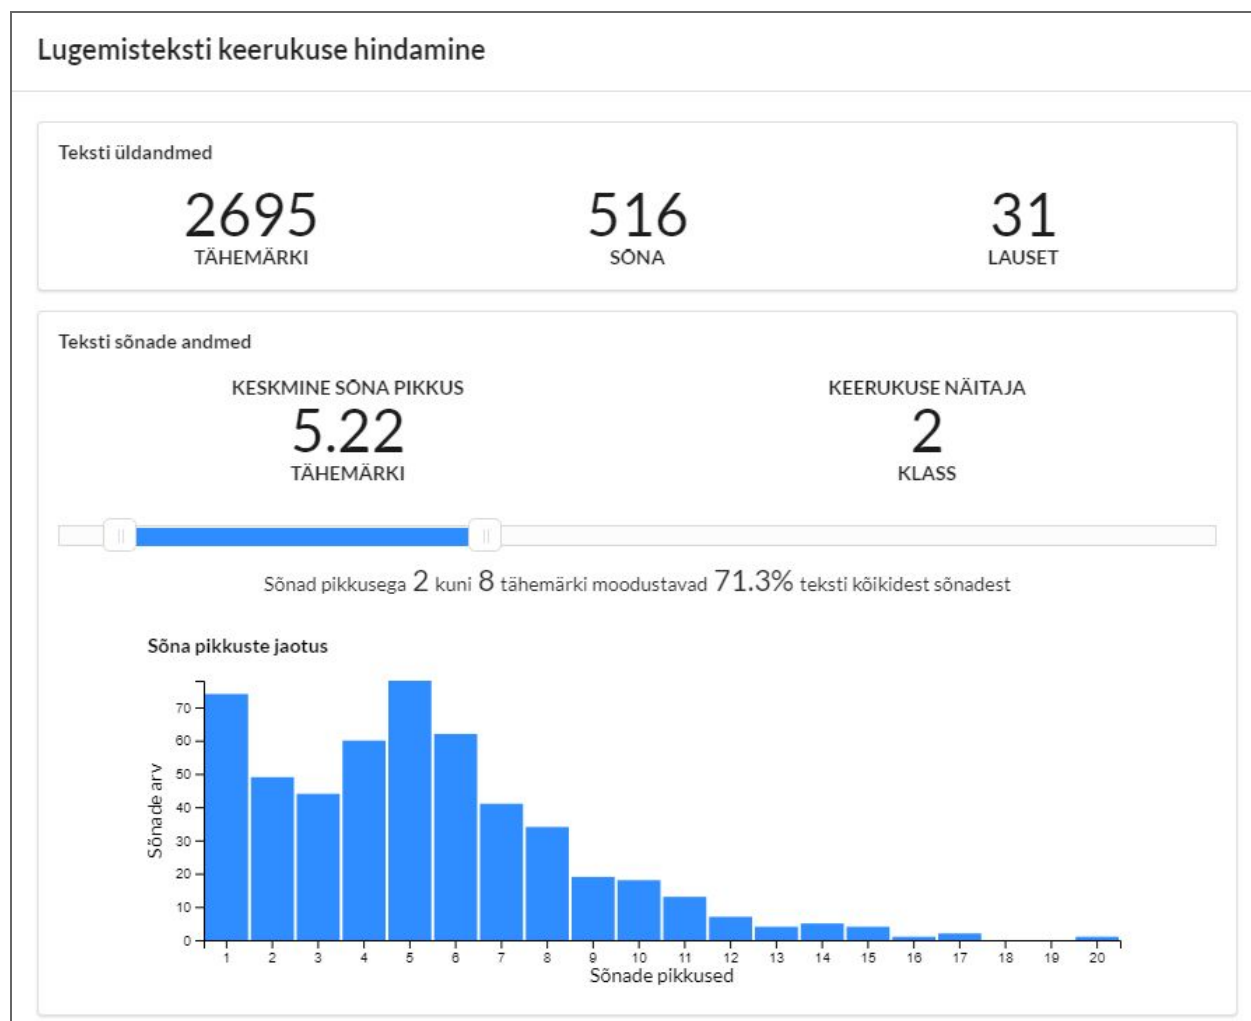 Lugemisteksti keerukuse hindamine
Teksti üldandmed
2695 516 31
TÄHEMÄRKI SÕNA LAUSET
Teksti sõnade andmed
KESKMINE SÕNA PIKKUS KEERUKUSE NÄITAJA
5.22 2
TÄHEMÄRKI KLASS
Sõnad pikkusega 2 kuni 8 tähemärki moodustavad 71.3% teksti kõikidest sõnadest
Sõna pikkuste jaotus
70
60
50
40
30
20
10
0
Sõnade arv
1 2 3 4 5 6 7 8 9 10 11 12 13 14 15 16 17 18 19 20
Sõnade pikkused